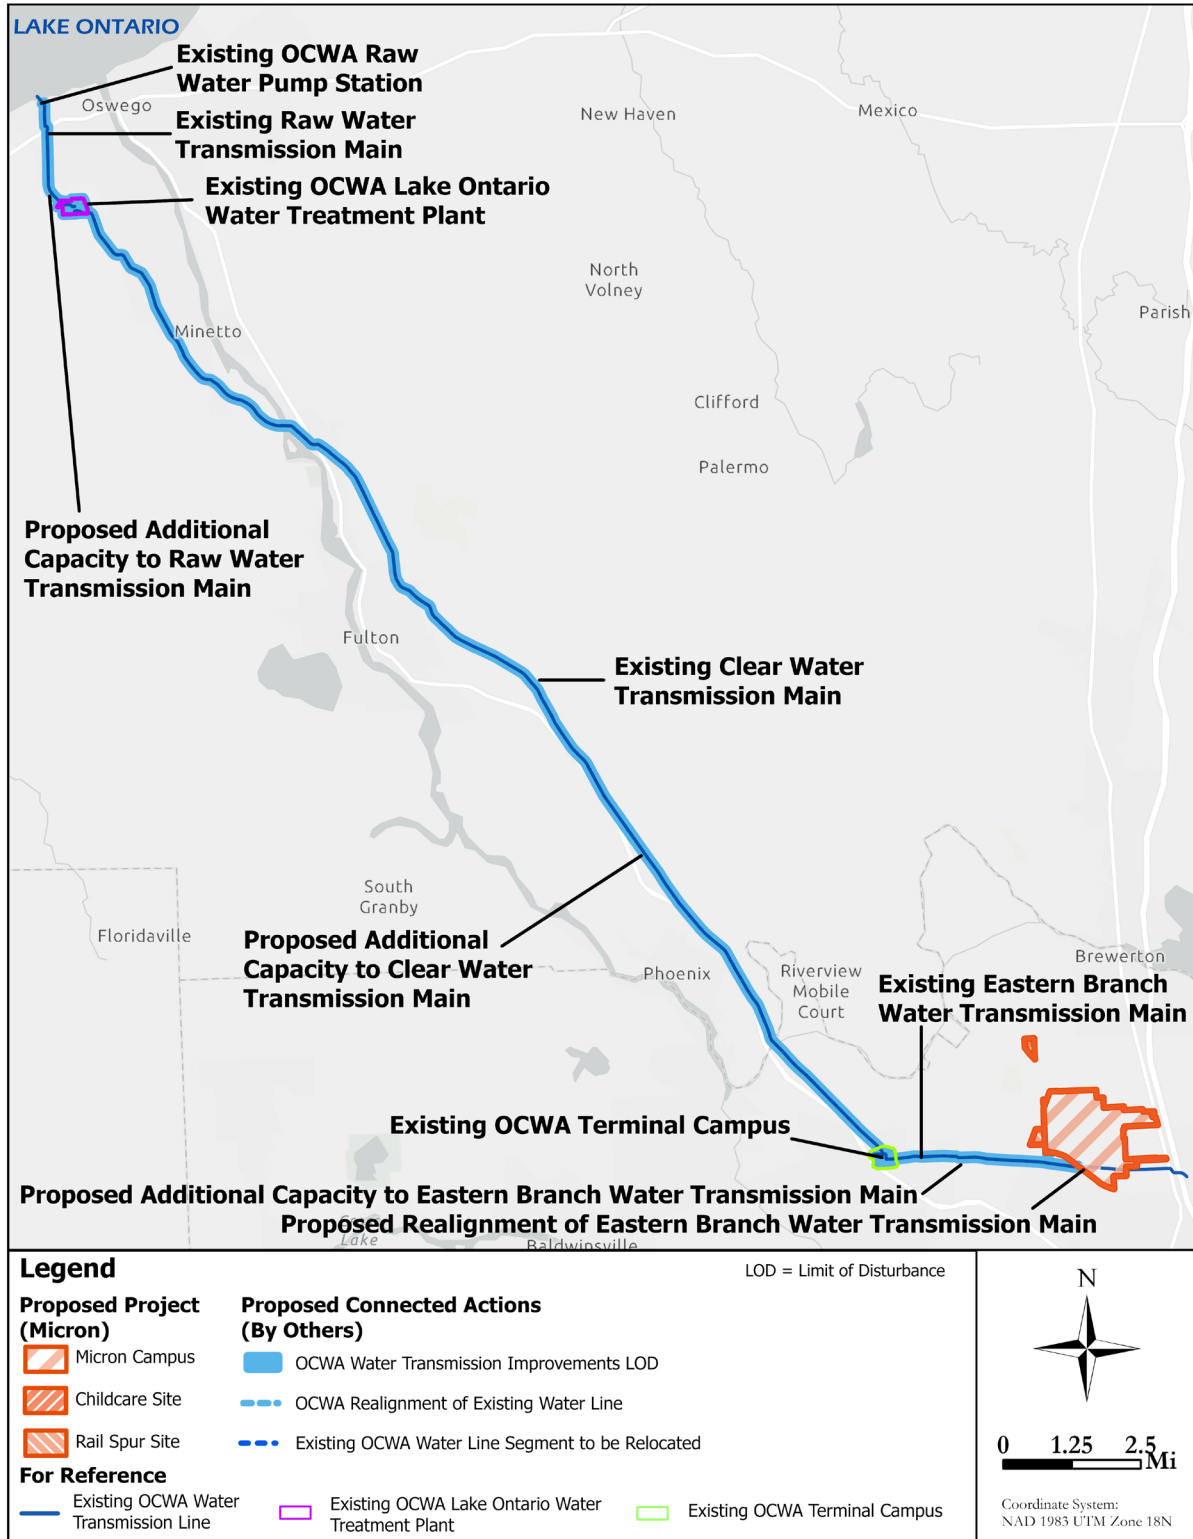 LAKE ONTARIO
Existing OCWA Raw
Water Pump Station
Oswego
New Haven
Mexico
Existing Raw Water
Transmission Main
Existing OCWA Lake Ontario
Water Treatment Plant
North
Volney
Parish
Minetto
Clifford
Palermo
Proposed Additional
Capacity to Raw Water
Transmission Main
Fulton
Existing Clear Water
Transmission Main
South
Granby
Floridaville
Proposed Additional
Capacity to Clear Water
Transmission Main
Phoenix
Riverview
Mobile
Court
Brewerton
Existing Eastern Branch
Water Transmission Main
Existing OCWA Terminal Campus
Proposed Additional Capacity to Eastern Branch Water Transmission Main
Proposed Realignment of Eastern Branch Water Transmission Main
Lake
Baldwinsville
Legend
LOD = Limit of Disturbance
Proposed Project
(Micron)
Micron Campus
Childcare Site
Rail Spur Site
Proposed Connected Actions
(By Others)
OCWA Water Transmission Improvements LOD
OCWA Realignment of Existing Water Line
Existing OCWA Water Line Segment to be Relocated
For Reference
Existing OCWA Water
Transmission Line
Existing OCWA Lake Ontario Water
Treatment Plant
Existing OCWA Terminal Campus
N
0 1.25 2.5
Mi
Coordinate System:
NAD 1983 UTM Zone 18N